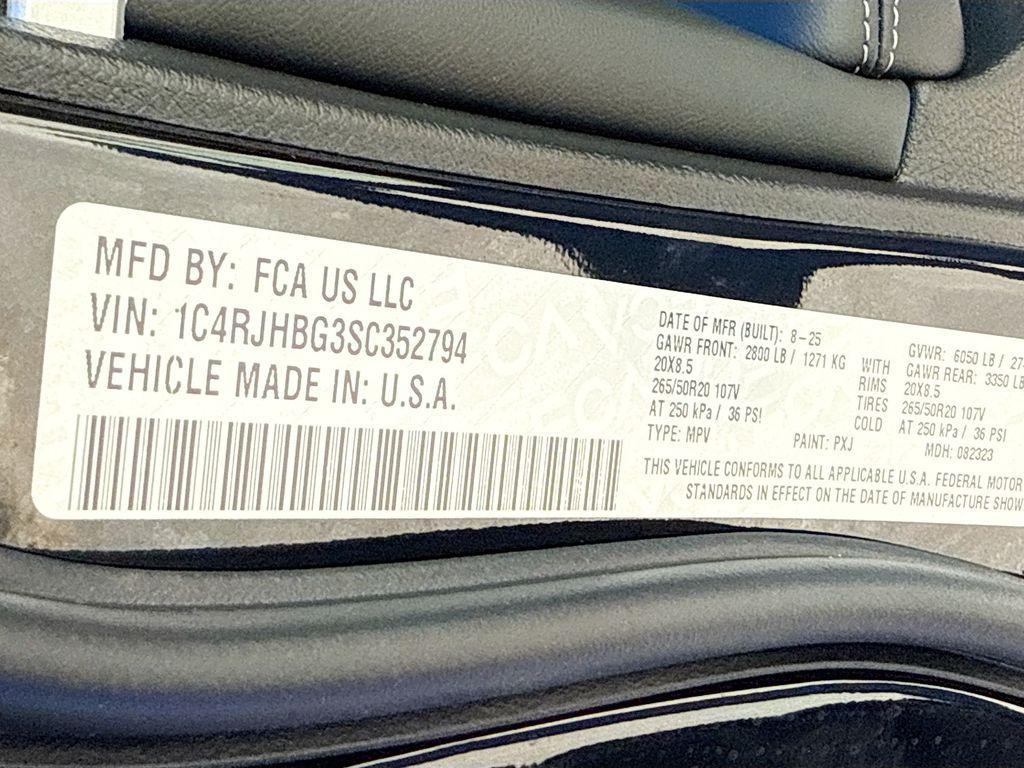 MFD BY: FCA US LLC
VIN: 1C4RJHBG3SC352794
VEHICLE MADE IN: U.S.A.
DATE OF MFR (BUILT): 8-25 GVWR: 6050 LB / 27
GAWR FRONT: 2800 LB / 1271 KG WITH GAWR REAR: 3350 LB
20X8.5 RIMS 20X8.5
265/50R20 107V TIRES 265/50R20 107V
AT 250 kPa / 36 PSI COLD AT 250 kPa / 36 PSI
TYPE: MPV PAINT: PXJ MDH: 082323
THIS VEHICLE CONFORMS TO ALL APPLICABLE U.S.A. FEDERAL MOTOR
STANDARDS IN EFFECT ON THE DATE OF MANUFACTURE SHOW